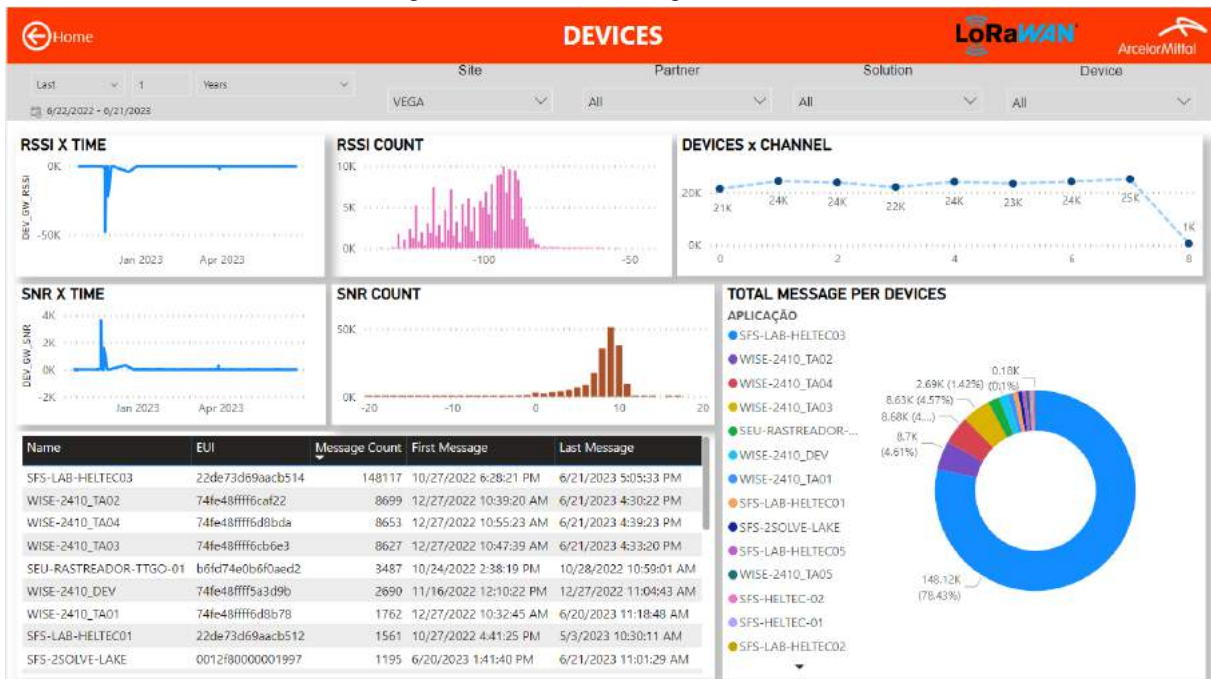 Home
DEVICES
LoRaWAN
ArcelorMittal
Last 1 Years
6/22/2022 - 6/21/2023
Site
VEGA
Partner
All
Solution
All
Device
All
RSSI X TIME
DEV_GW_RSSI
0K
-50K
Jan 2023 Apr 2023
RSSI COUNT
10K
5K
0K
-100 -50
DEVICES x CHANNEL
20K
0K
21K 24K 24K 22K 24K 23K 24K 25K 1K
0 2 4 6 8
SNR X TIME
DEV_GW_SNR
4K
2K
0K
-2K
Jan 2023 Apr 2023
SNR COUNT
50K
0K
-20 -10 0 10 20
Name EUI Message Count First Message Last Message
SFS-LAB-HELTEC03 22de73d69aacb514 148117 10/27/2022 6:28:21 PM 6/21/2023 5:05:33 PM
WISE-2410_TA02 74fe48ffff6caf22 8699 12/27/2022 10:39:20 AM 6/21/2023 4:30:22 PM
WISE-2410_TA04 74fe48ffff6d8bda 8653 12/27/2022 10:55:23 AM 6/21/2023 4:39:23 PM
WISE-2410_TA03 74fe48ffff6cb6e3 8627 12/27/2022 10:47:39 AM 6/21/2023 4:33:20 PM
SEU-RASTREADOR-TTGO-01 b6fd74e0b6f0aed2 3487 10/24/2022 2:38:19 PM 10/28/2022 10:59:01 AM
WISE-2410_DEV 74fe48ffff5a3d9b 2690 11/16/2022 12:10:22 PM 12/27/2022 11:04:43 AM
WISE-2410_TA01 74fe48ffff6d8b78 1762 12/27/2022 10:32:45 AM 6/20/2023 11:18:48 AM
SFS-LAB-HELTEC01 22de73d69aacb512 1561 10/27/2022 4:41:25 PM 5/3/2023 10:30:11 AM
SFS-2SOLVE-LAKE 0012f80000001997 1195 6/20/2023 1:41:40 PM 6/21/2023 11:01:29 AM
TOTAL MESSAGE PER DEVICES
APLICAÇÃO
SFS-LAB-HELTEC03
WISE-2410_TA02
WISE-2410_TA04
WISE-2410_TA03
SEU-RASTREADOR-...
WISE-2410_DEV
WISE-2410_TA01
SFS-LAB-HELTEC01
SFS-2SOLVE-LAKE
SFS-LAB-HELTEC05
WISE-2410_TA05
SFS-HELTEC-02
SFS-HELTEC-01
SFS-LAB-HELTEC02
0.18K
(0.1%)
2.69K (1.42%)
8.63K (4.57%)
8.68K (4....)
8.7K
(4.61%)
148.12K
(78.43%)